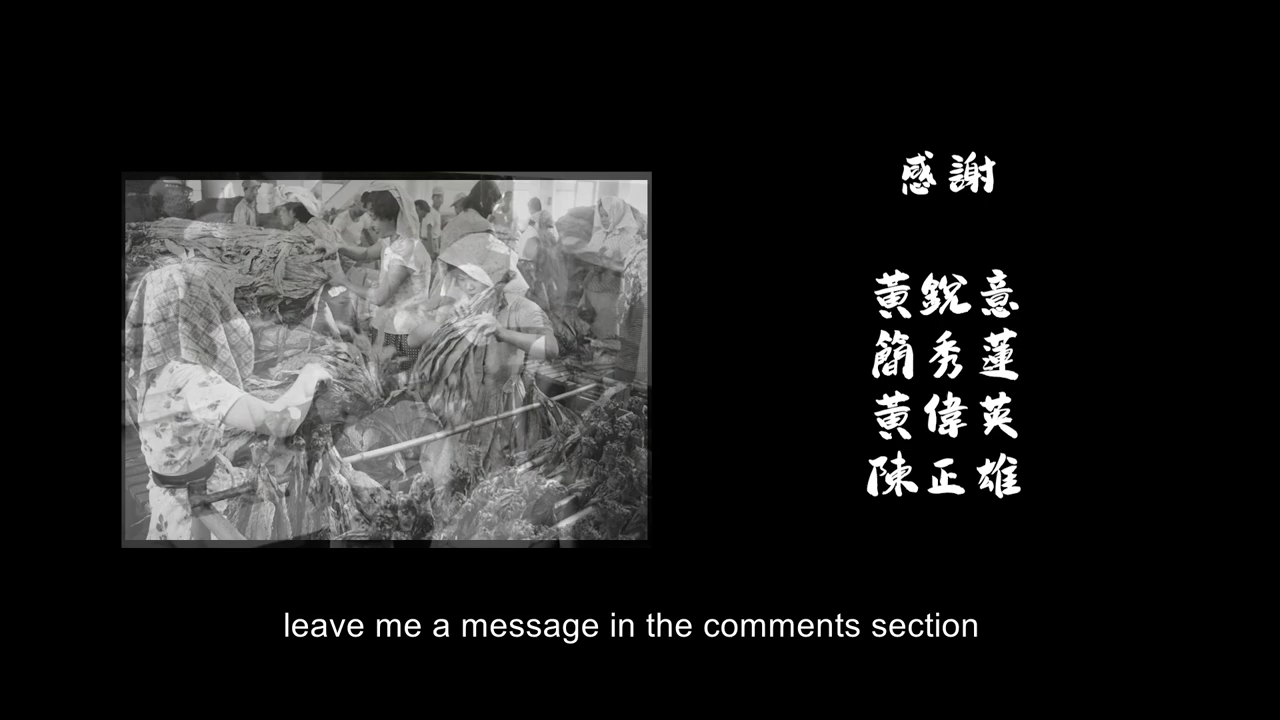 感謝
黃銳意
簡秀蓮
黃偉英
陳正雄
leave me a message in the comments section